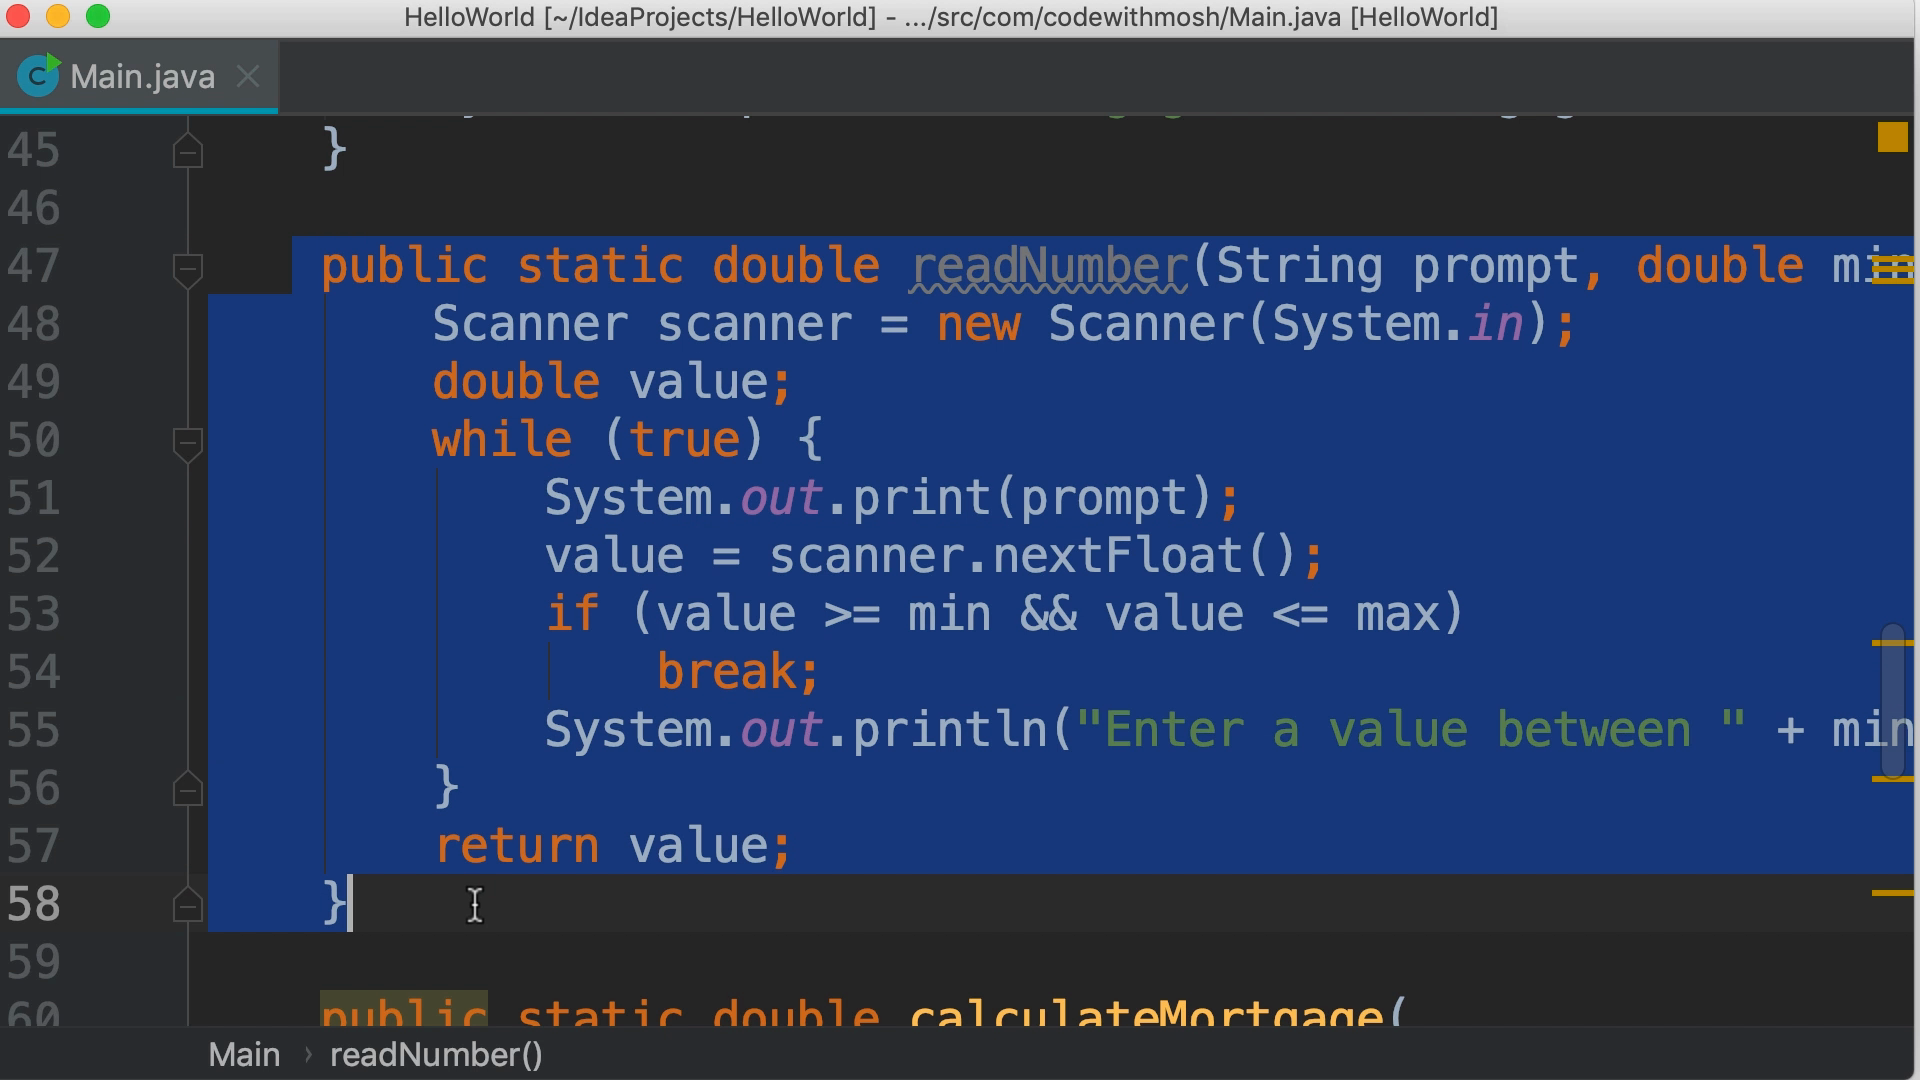 HelloWorld [~/IdeaProjects/HelloWorld] - .../src/com/codewithmosh/Main.java [HelloWorld]
Main.java
45 }
46
47 public static double readNumber(String prompt, double min
48 Scanner scanner = new Scanner(System.in);
49 double value;
50 while (true) {
51 System.out.print(prompt);
52 value = scanner.nextFloat();
53 if (value >= min && value <= max)
54 break;
55 System.out.println("Enter a value between " + min
56 }
57 return value;
58 }
59
60 public static double calculateMortgage(
Main › readNumber()